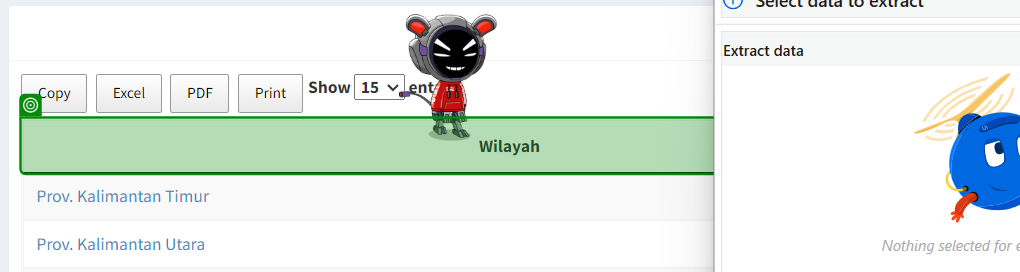 Select data to extract
Copy
Excel
PDF
Print
Show 15
Extract data
Wilayah
Prov. Kalimantan Timur
Prov. Kalimantan Utara
Nothing selected for